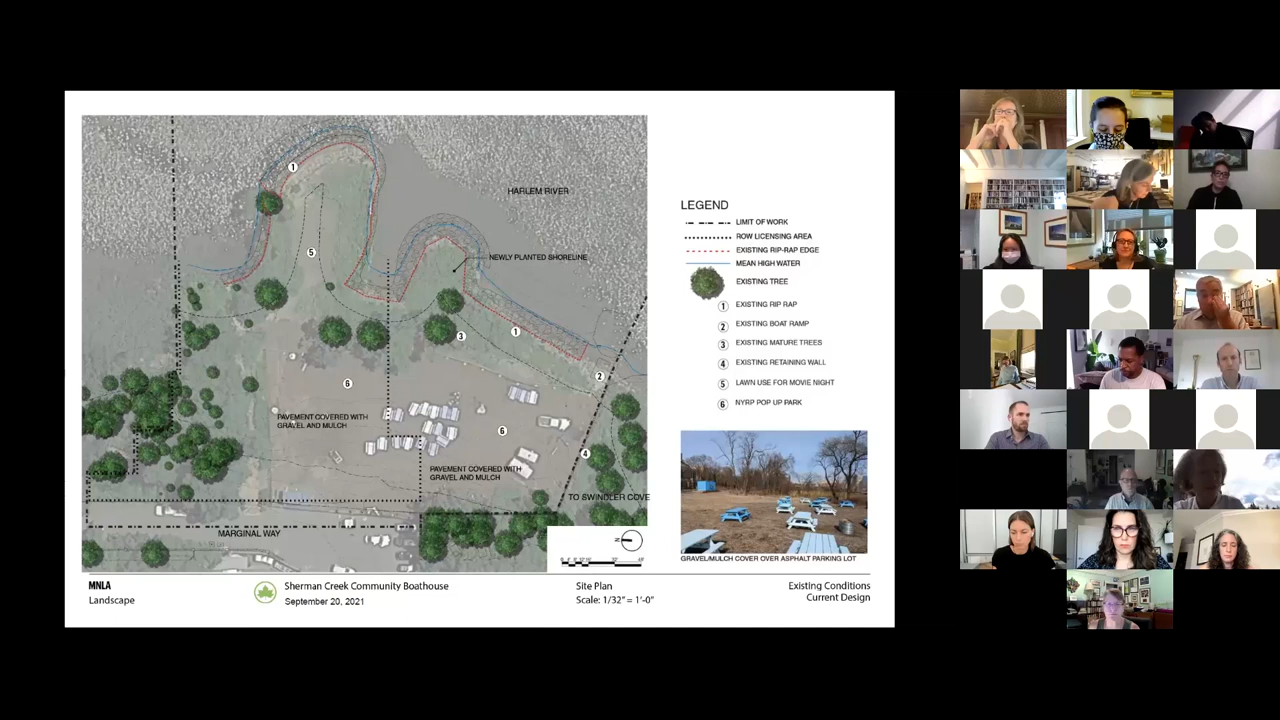 HARLEM RIVER
NEWLY PLANTED SHORELINE
1
5
3
1
2
6
6
4
PAVEMENT COVERED WITH
GRAVEL AND MULCH
PAVEMENT COVERED WITH
GRAVEL AND MULCH
TO SWINDLER COVE
MARGINAL WAY
N
LEGEND
LIMIT OF WORK
ROW LICENSING AREA
EXISTING RIP-RAP EDGE
MEAN HIGH WATER
EXISTING TREE
1 EXISTING RIP RAP
2 EXISTING BOAT RAMP
3 EXISTING MATURE TREES
4 EXISTING RETAINING WALL
5 LAWN USE FOR MOVIE NIGHT
6 NYRP POP UP PARK
GRAVEL/MULCH COVER OVER ASPHALT PARKING LOT
MNLA
Landscape
Sherman Creek Community Boathouse
September 20, 2021
Site Plan
Scale: 1/32" = 1'-0"
Existing Conditions
Current Design